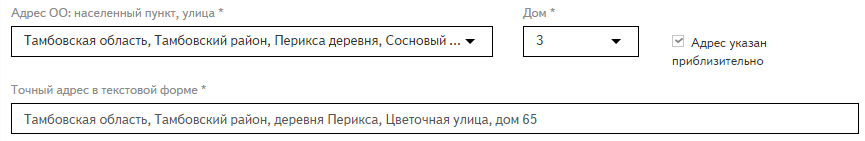 Адрес ОО: населенный пункт, улица *
Дом *
Тамбовская область, Тамбовский район, Перикса деревня, Сосновый ...
3
Адрес указан
приблизительно
Точный адрес в текстовой форме *
Тамбовская область, Тамбовский район, деревня Перикса, Цветочная улица, дом 65